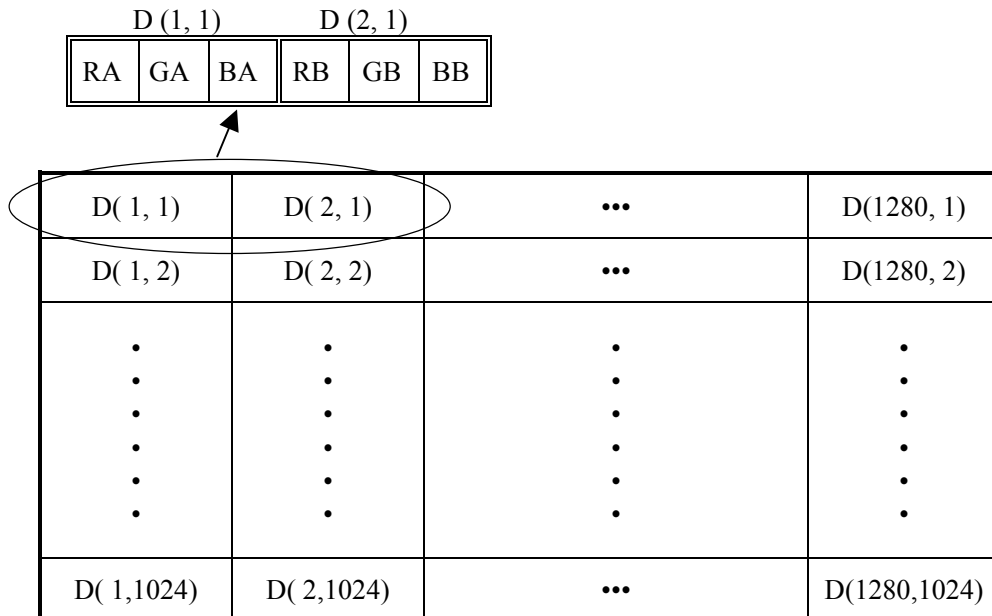 D (1, 1) D (2, 1)
RA GA BA RB GB BB
D( 1, 1) D( 2, 1) ••• D(1280, 1)
D( 1, 2) D( 2, 2) ••• D(1280, 2)
• • • •
• • • •
• • • •
• • • •
• • • •
• • • •
D( 1,1024) D( 2,1024) ••• D(1280,1024)